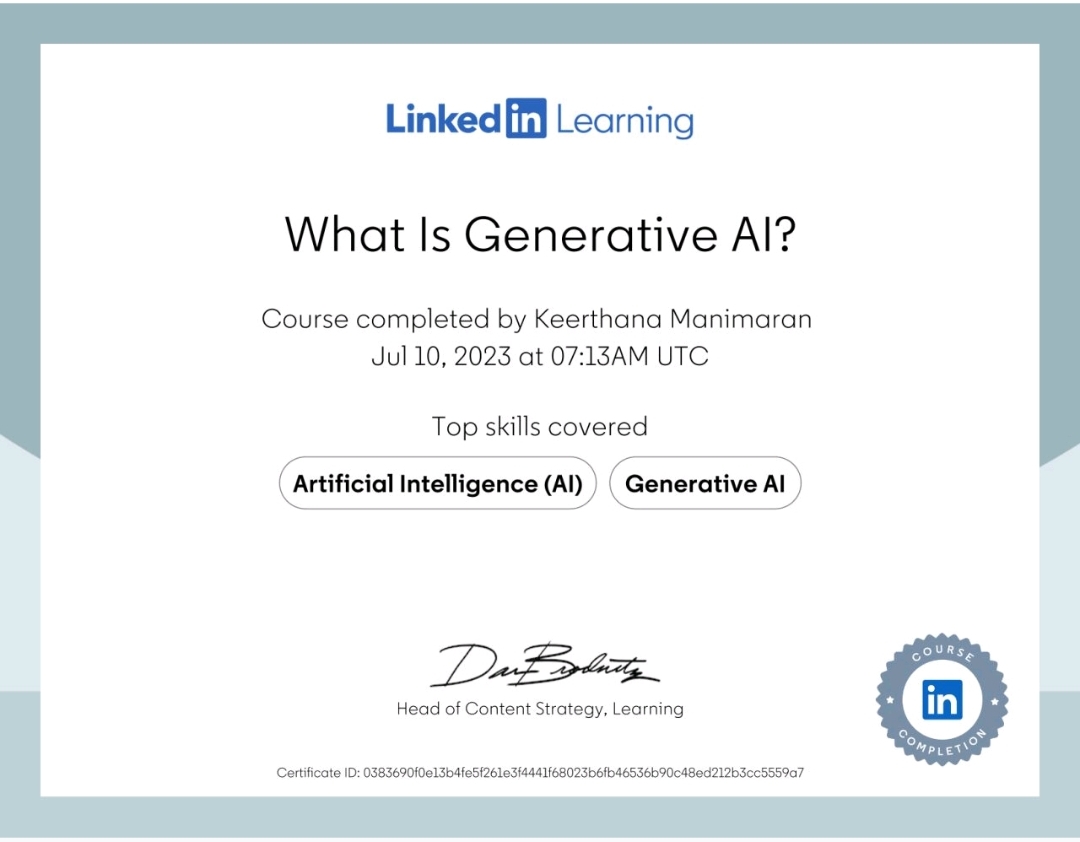 Linked in Learning
What Is Generative AI?
Course completed by Keerthana Manimaran
Jul 10, 2023 at 07:13AM UTC
Top skills covered
Artificial Intelligence (AI) Generative AI
Head of Content Strategy, Learning
COURSE
in
COMPLETION
Certificate ID: 0383690f0e13b4fe5f261e3f4441f68023b6fb46536b90c48ed212b3cc5559a7